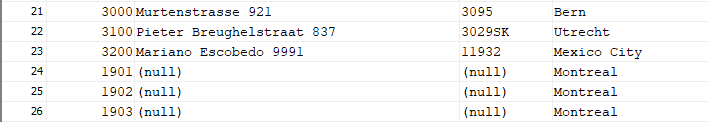 21 3000 Murtenstrasse 921 3095 Bern
22 3100 Pieter Breughelstraat 837 3029SK Utrecht
23 3200 Mariano Escobedo 9991 11932 Mexico City
24 1901 (null) (null) Montreal
25 1902 (null) (null) Montreal
26 1903 (null) (null) Montreal